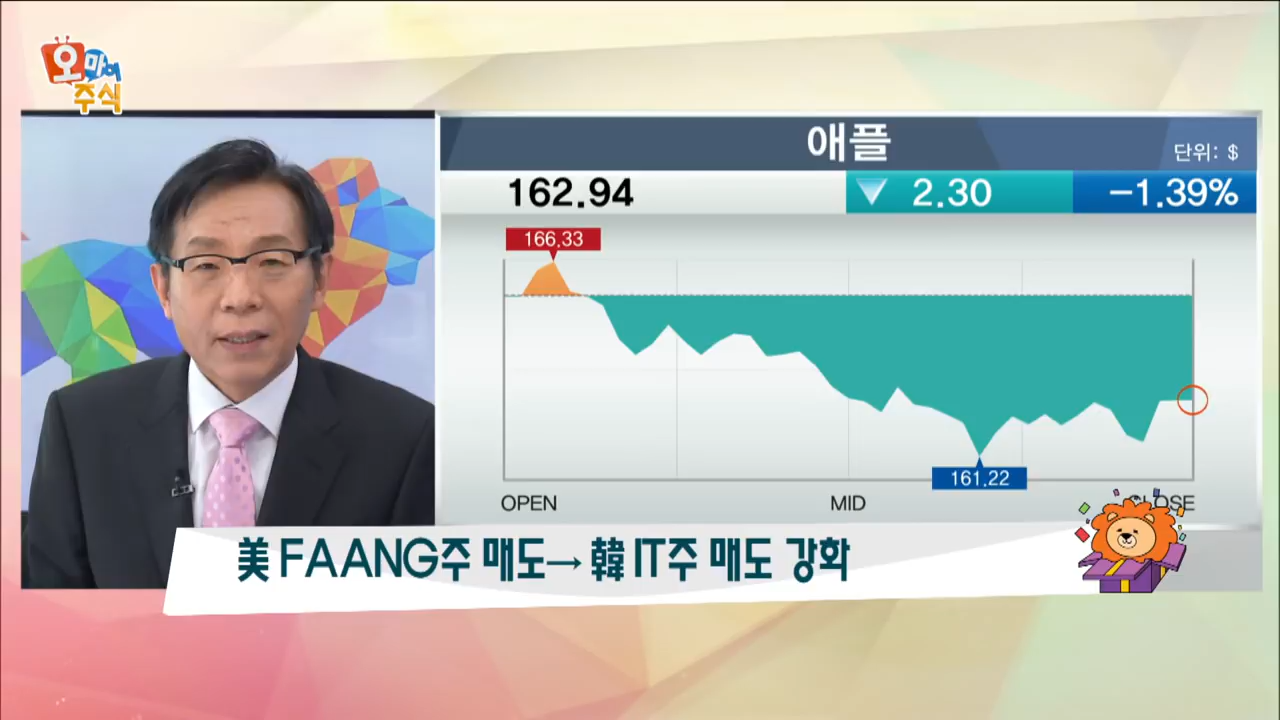 오마이
주식
애플
단위: $
162.94 ▼ 2.30 -1.39%
166.33
161.22
OPEN MID CLOSE
美 FAANG주 매도→ 韓 IT주 매도 강화